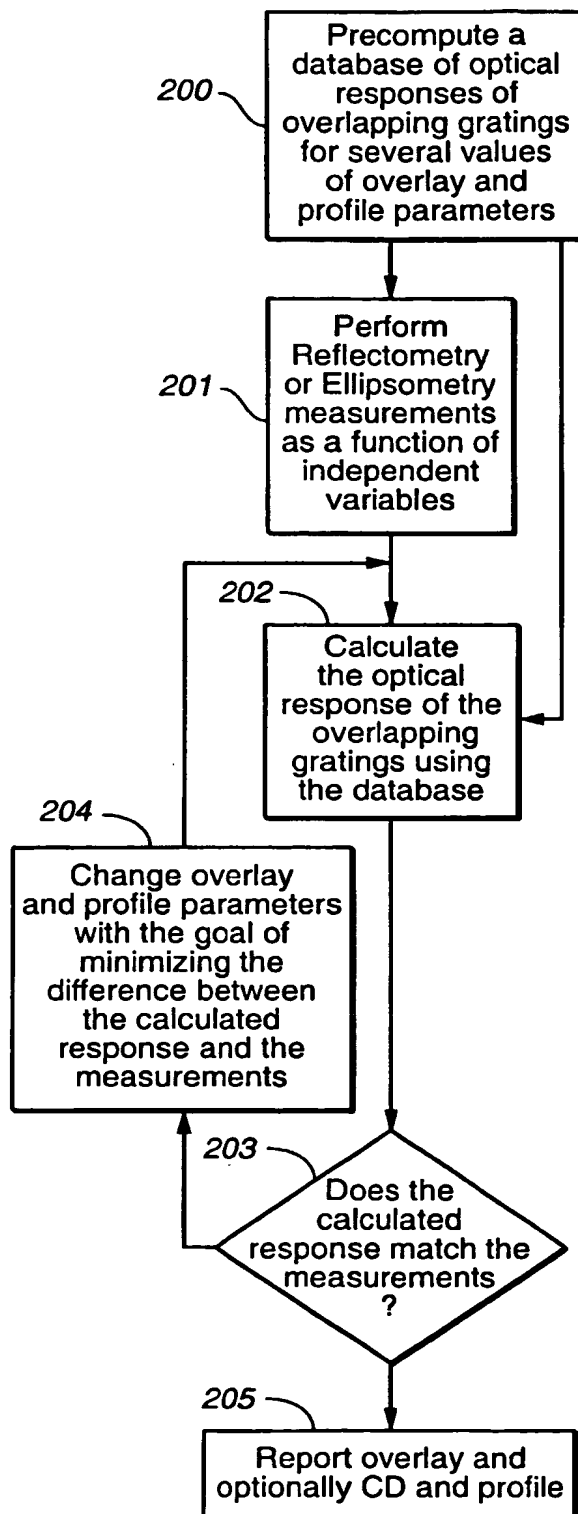 Precompute a
database of optical
responses of
overlapping gratings
for several values
of overlay and
profile parameters
200
Perform
Reflectometry
or Ellipsometry
measurements
as a function of
independent
variables
201
202
Calculate
the optical
response of the
overlapping
gratings using
the database
204
Change overlay
and profile parameters
with the goal of
minimizing the
difference between
the calculated
response and the
measurements
203
Does the
calculated
response match the
measurements
?
205
Report overlay and
optionally CD and profile